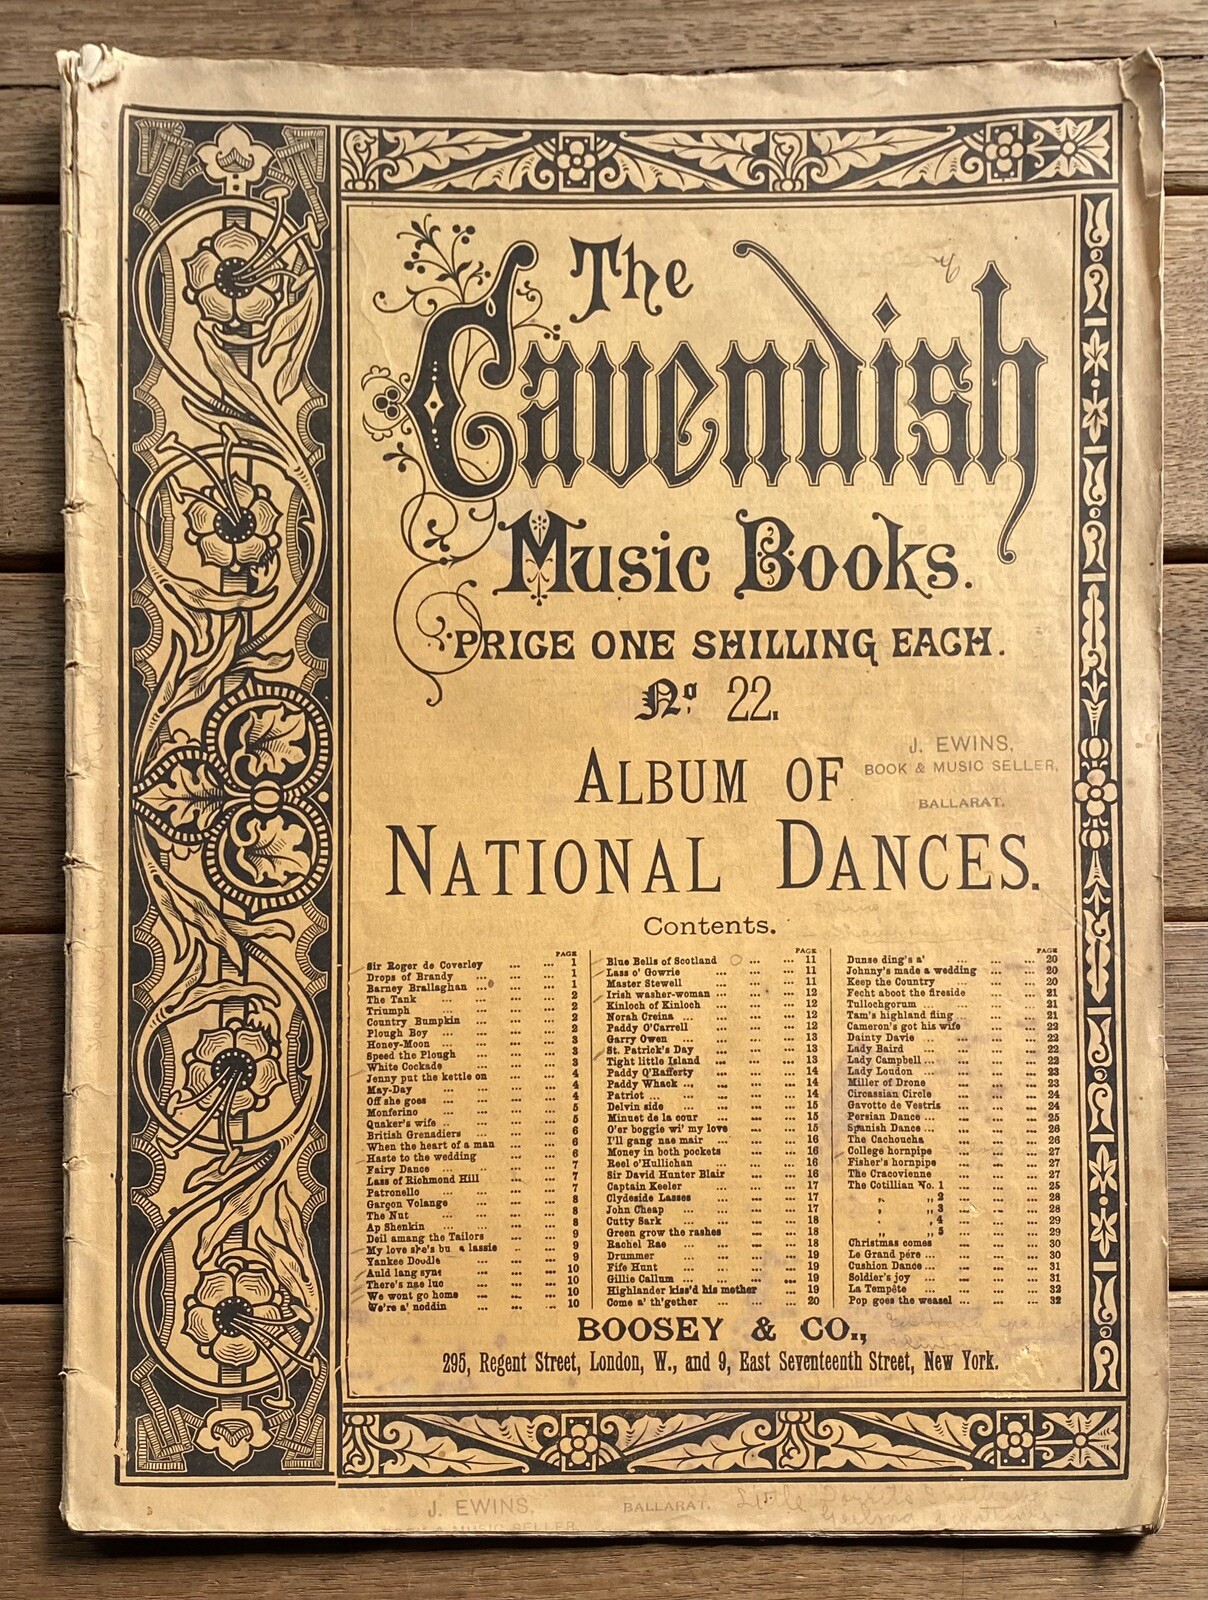 The
Cavendish
Music Books.
PRICE ONE SHILLING EACH.
No. 22.
J. EWINS,
BOOK & MUSIC SELLER,
BALLARAT.
ALBUM OF
NATIONAL DANCES.
Contents.
PAGE
Sir Roger de Coverley ... ... 1
Drops of Brandy ... ... ... 1
Barney Brallaghan ... ... ... 1
The Tank ... ... ... ... 2
Triumph ... ... ... ... 2
Country Bumpkin ... ... ... 2
Plough Boy ... ... ... ... 2
Honey-Moon ... ... ... 3
Speed the Plough ... ... ... 3
White Cockade ... ... ... 3
Jenny put the kettle on ... ... 4
May-Day ... ... ... ... 4
Off she goes ... ... ... 4
Monferino ... ... ... ... 5
Quaker's wife ... ... ... 5
British Grenadiers ... ... ... 6
When the heart of a man ... ... 6
Haste to the wedding ... ... 6
Fairy Dance ... ... ... ... 7
Lass of Richmond Hill ... ... 7
Patronello ... ... ... ... 7
Garçon Volange ... ... ... 8
The Nut ... ... ... ... 8
Ap Shenkin ... ... ... ... 8
Deil amang the Tailors ... ... 9
My love she's bu a lassie ... ... 9
Yankee Doodle ... ... ... 9
Auld lang syne ... ... ... 10
There's nae luc ... ... ... 10
We wont go home ... ... ... 10
We're a' noddin ... ... ... 10
PAGE
Blue Bells of Scotland ... ... 11
Lass o' Gowrie ... ... ... 11
Master Stewell ... ... ... 11
Irish washer-woman ... ... ... 12
Kinloch of Kinloch ... ... ... 12
Norah Creina ... ... ... ... 12
Paddy O'Carroll ... ... ... 12
Garry Owen ... ... ... ... 13
St. Patrick's Day ... ... ... 13
Tight little Island ... ... ... 13
Paddy O'Rafferty ... ... ... 14
Paddy Whack ... ... ... ... 14
Patriot ... ... ... ... 14
Delvin side ... ... ... ... 15
Minuet de la cour ... ... ... 15
O'er boggie wi' my love ... ... 15
I'll gang nae mair ... ... ... 16
Money in both pockets ... ... 16
Reel o'Hullichan ... ... ... 16
Sir David Hunter Blair ... ... 16
Captain Keeler ... ... ... 17
Clydeside Lasses ... ... ... 17
John Cheap ... ... ... ... 17
Cutty Sark ... ... ... ... 18
Green grow the rashes ... ... 18
Rachel Rae ... ... ... ... 18
Drummer ... ... ... ... 19
Fife Hunt ... ... ... ... 19
Gillie Callum ... ... ... ... 19
Highlander kiss'd his mother ... 19
Come a' th'gether ... ... ... 20
PAGE
Dunse ding's a' ... ... ... 20
Johnny's made a wedding ... ... 20
Keep the Country ... ... ... 20
Fecht aboot the fireside ... ... 21
Tullochgorum ... ... ... ... 21
Tam's highland fling ... ... ... 21
Cameron's got his wife ... ... 22
Dainty Davie ... ... ... ... 22
Lady Baird ... ... ... ... 22
Lady Campbell ... ... ... ... 22
Lady Loudon ... ... ... ... 23
Miller of Drone ... ... ... 23
Circassian Circle ... ... ... 24
Gavotte de Vestris ... ... ... 24
Persian Dance ... ... ... ... 25
Spanish Dance ... ... ... ... 26
The Cachoucha ... ... ... 26
College hornpipe ... ... ... 27
Fisher's hornpipe ... ... ... 27
The Cracovienne ... ... ... 27
The Cotillian No. 1 ... ... ...
„ „ 2 ... ... ... 28
„ „ 3 ... ... ... 28
„ „ 4 ... ... ... 29
„ „ 5 ... ... ... 29
Christmas comes ... ... ... 30
Le Grand père ... ... ... ... 30
Cushion Dance ... ... ... ... 31
Soldier's joy ... ... ... ... 31
La Tempête ... ... ... ... 32
Pop goes the weasel ... ... ... 32
BOOSEY & CO.,
295, Regent Street, London, W., and 9, East Seventeenth Street, New York.
J. EWINS, BALLARAT.
MUSIC SELLER